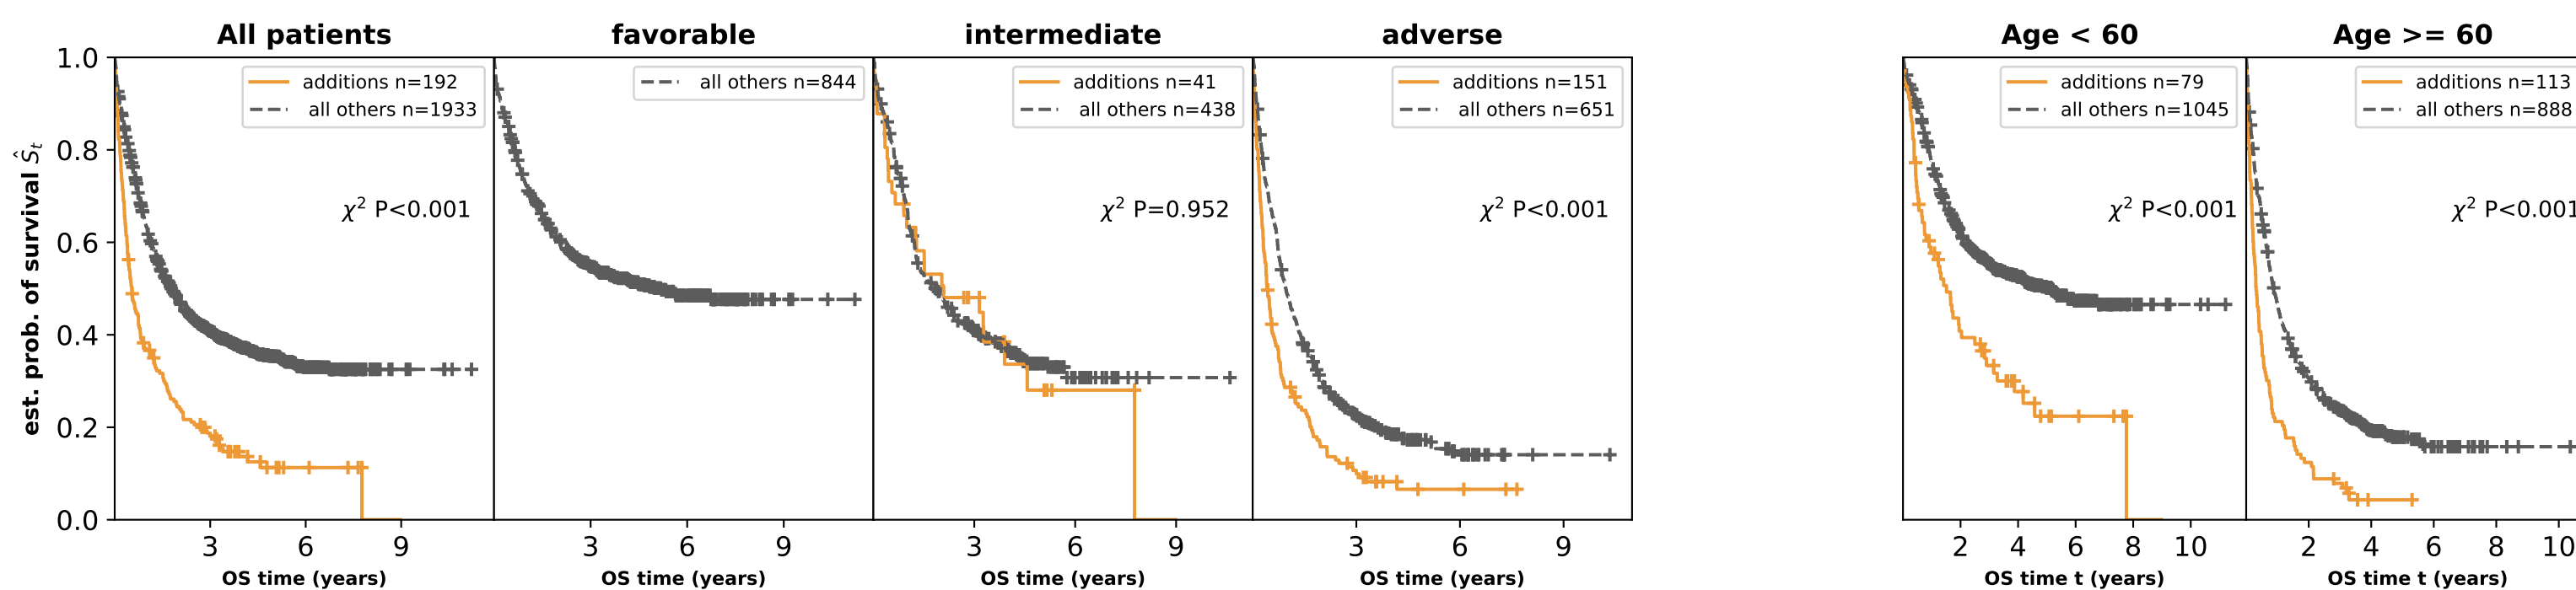 All patients
favorable
intermediate
adverse
Age < 60
Age >= 60
est. prob. of survival Ŝt
1.0
0.8
0.6
0.4
0.2
0.0
additions n=192
all others n=1933
χ² P<0.001
3 6 9
OS time (years)
all others n=844
3 6 9
OS time (years)
additions n=41
all others n=438
χ² P=0.952
3 6 9
OS time (years)
additions n=151
all others n=651
χ² P<0.001
3 6 9
OS time (years)
additions n=79
all others n=1045
χ² P<0.001
2 4 6 8 10
OS time t (years)
additions n=113
all others n=888
χ² P<0.001
2 4 6 8 10
OS time t (years)